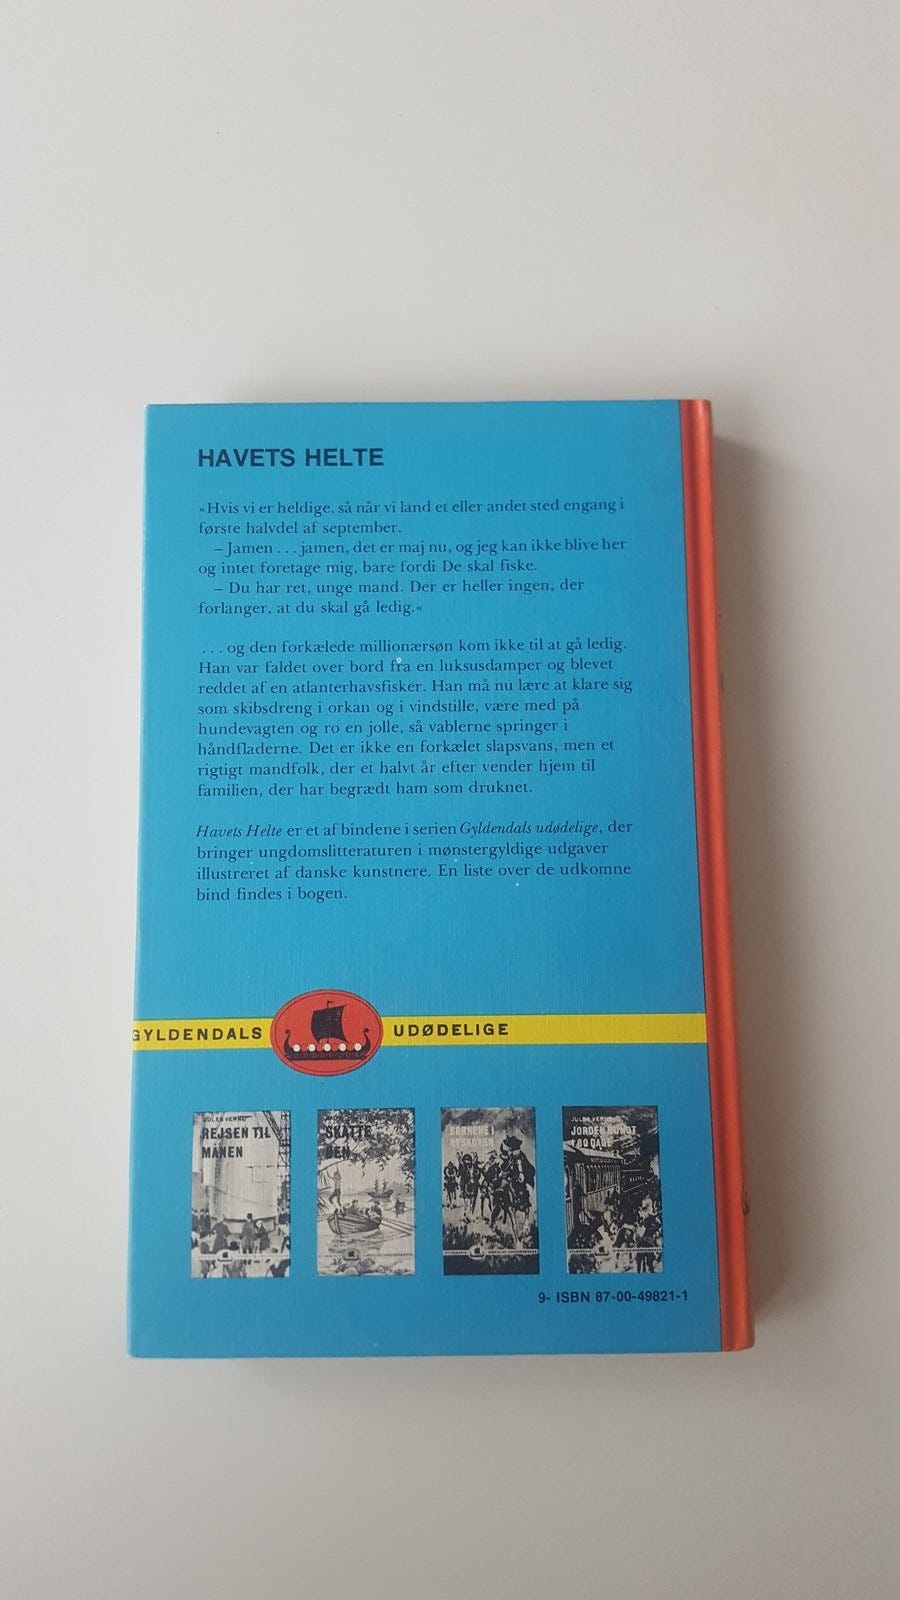 HAVETS HELTE
»Hvis vi er heldige, så når vi land et eller andet sted engang i
første halvdel af september.
– Jamen . . . jamen, det er maj nu, og jeg kan ikke blive her
og intet foretage mig, bare fordi De skal fiske.
– Du har ret, unge mand. Der er heller ingen, der
forlanger, at du skal gå ledig.«
. . . og den forkælede millionærsøn kom ikke til at gå ledig.
Han var faldet over bord fra en luksusdamper og blevet
reddet af en atlanterhavsfisker. Han må nu lære at klare sig
som skibsdreng i orkan og i vindstille, være med på
hundevagten og ro en jolle, så vablerne springer i
håndfladerne. Det er ikke en forkælet slapsvans, men et
rigtigt mandfolk, der et halvt år efter vender hjem til
familien, der har begrædt ham som druknet.
Havets Helte er et af bindene i serien Gyldendals udødelige, der
bringer ungdomslitteraturen i mønstergyldige udgaver
illustreret af danske kunstnere. En liste over de udkomne
bind findes i bogen.
GYLDENDALS UDØDELIGE
JULES VERNE
REJSEN TIL
MÅNEN
SKATTE
ØEN
BØRNENE I
NYSKOVEN
JULES VERNE
JORDEN RUNDT
I 80 DAGE
9- ISBN 87-00-49821-1